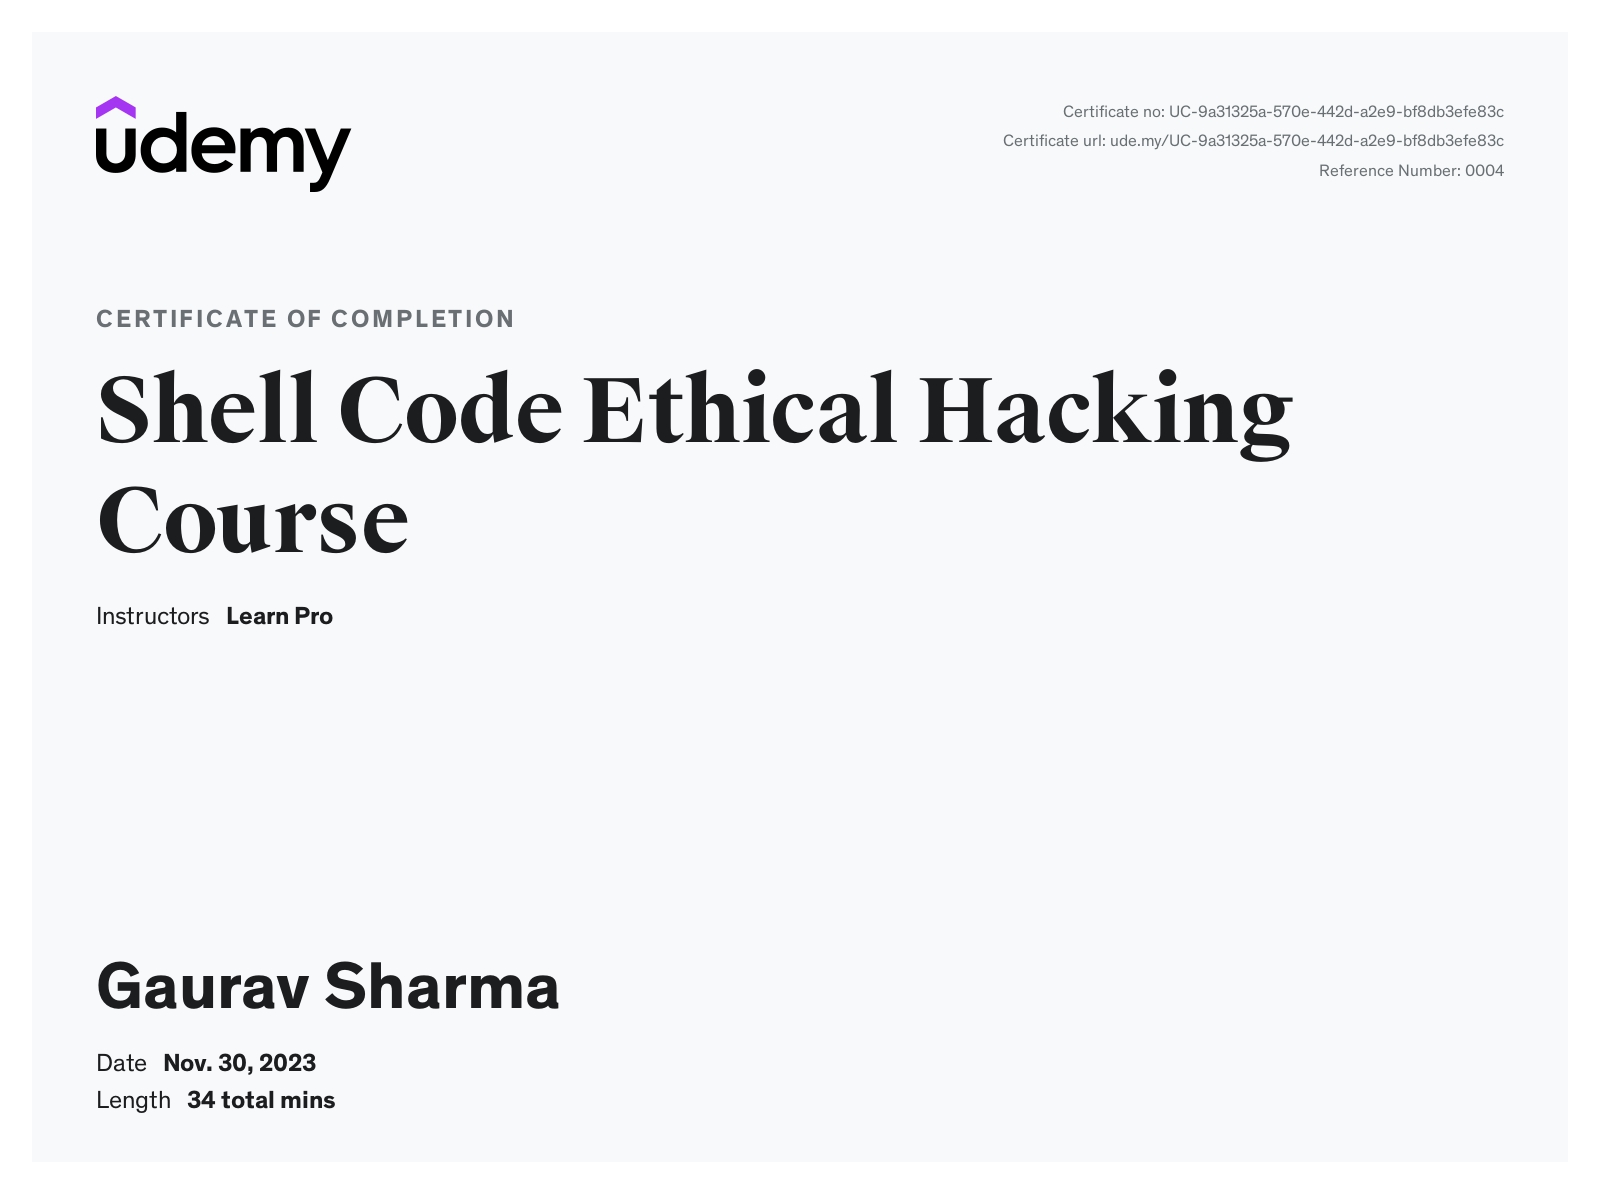 udemy
Certificate no: UC-9a31325a-570e-442d-a2e9-bf8db3efe83c
Certificate url: ude.my/UC-9a31325a-570e-442d-a2e9-bf8db3efe83c
Reference Number: 0004
CERTIFICATE OF COMPLETION
Shell Code Ethical Hacking
Course
Instructors Learn Pro
Gaurav Sharma
Date Nov. 30, 2023
Length 34 total mins